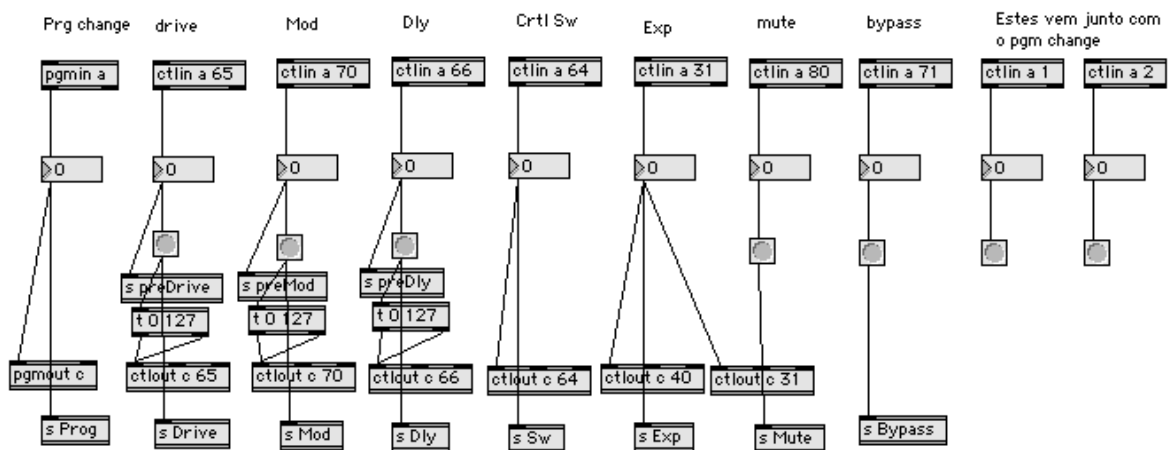 Prg change
drive
Mod
Dly
Crtl Sw
Exp
mute
bypass
Estes vem junto com
o pgm change
pgmin a
ctlin a 65
ctlin a 70
ctlin a 66
ctlin a 64
ctlin a 31
ctlin a 80
ctlin a 71
ctlin a 1
ctlin a 2
0
0
0
0
0
0
0
0
0
0
s preDrive
s preMod
s preDly
t 0 127
t 0 127
t 0 127
pgmout c
ctlout c 65
ctlout c 70
ctlout c 66
ctlout c 64
ctlout c 40
ctlout c 31
s Prog
s Drive
s Mod
s Dly
s Sw
s Exp
s Mute
s Bypass